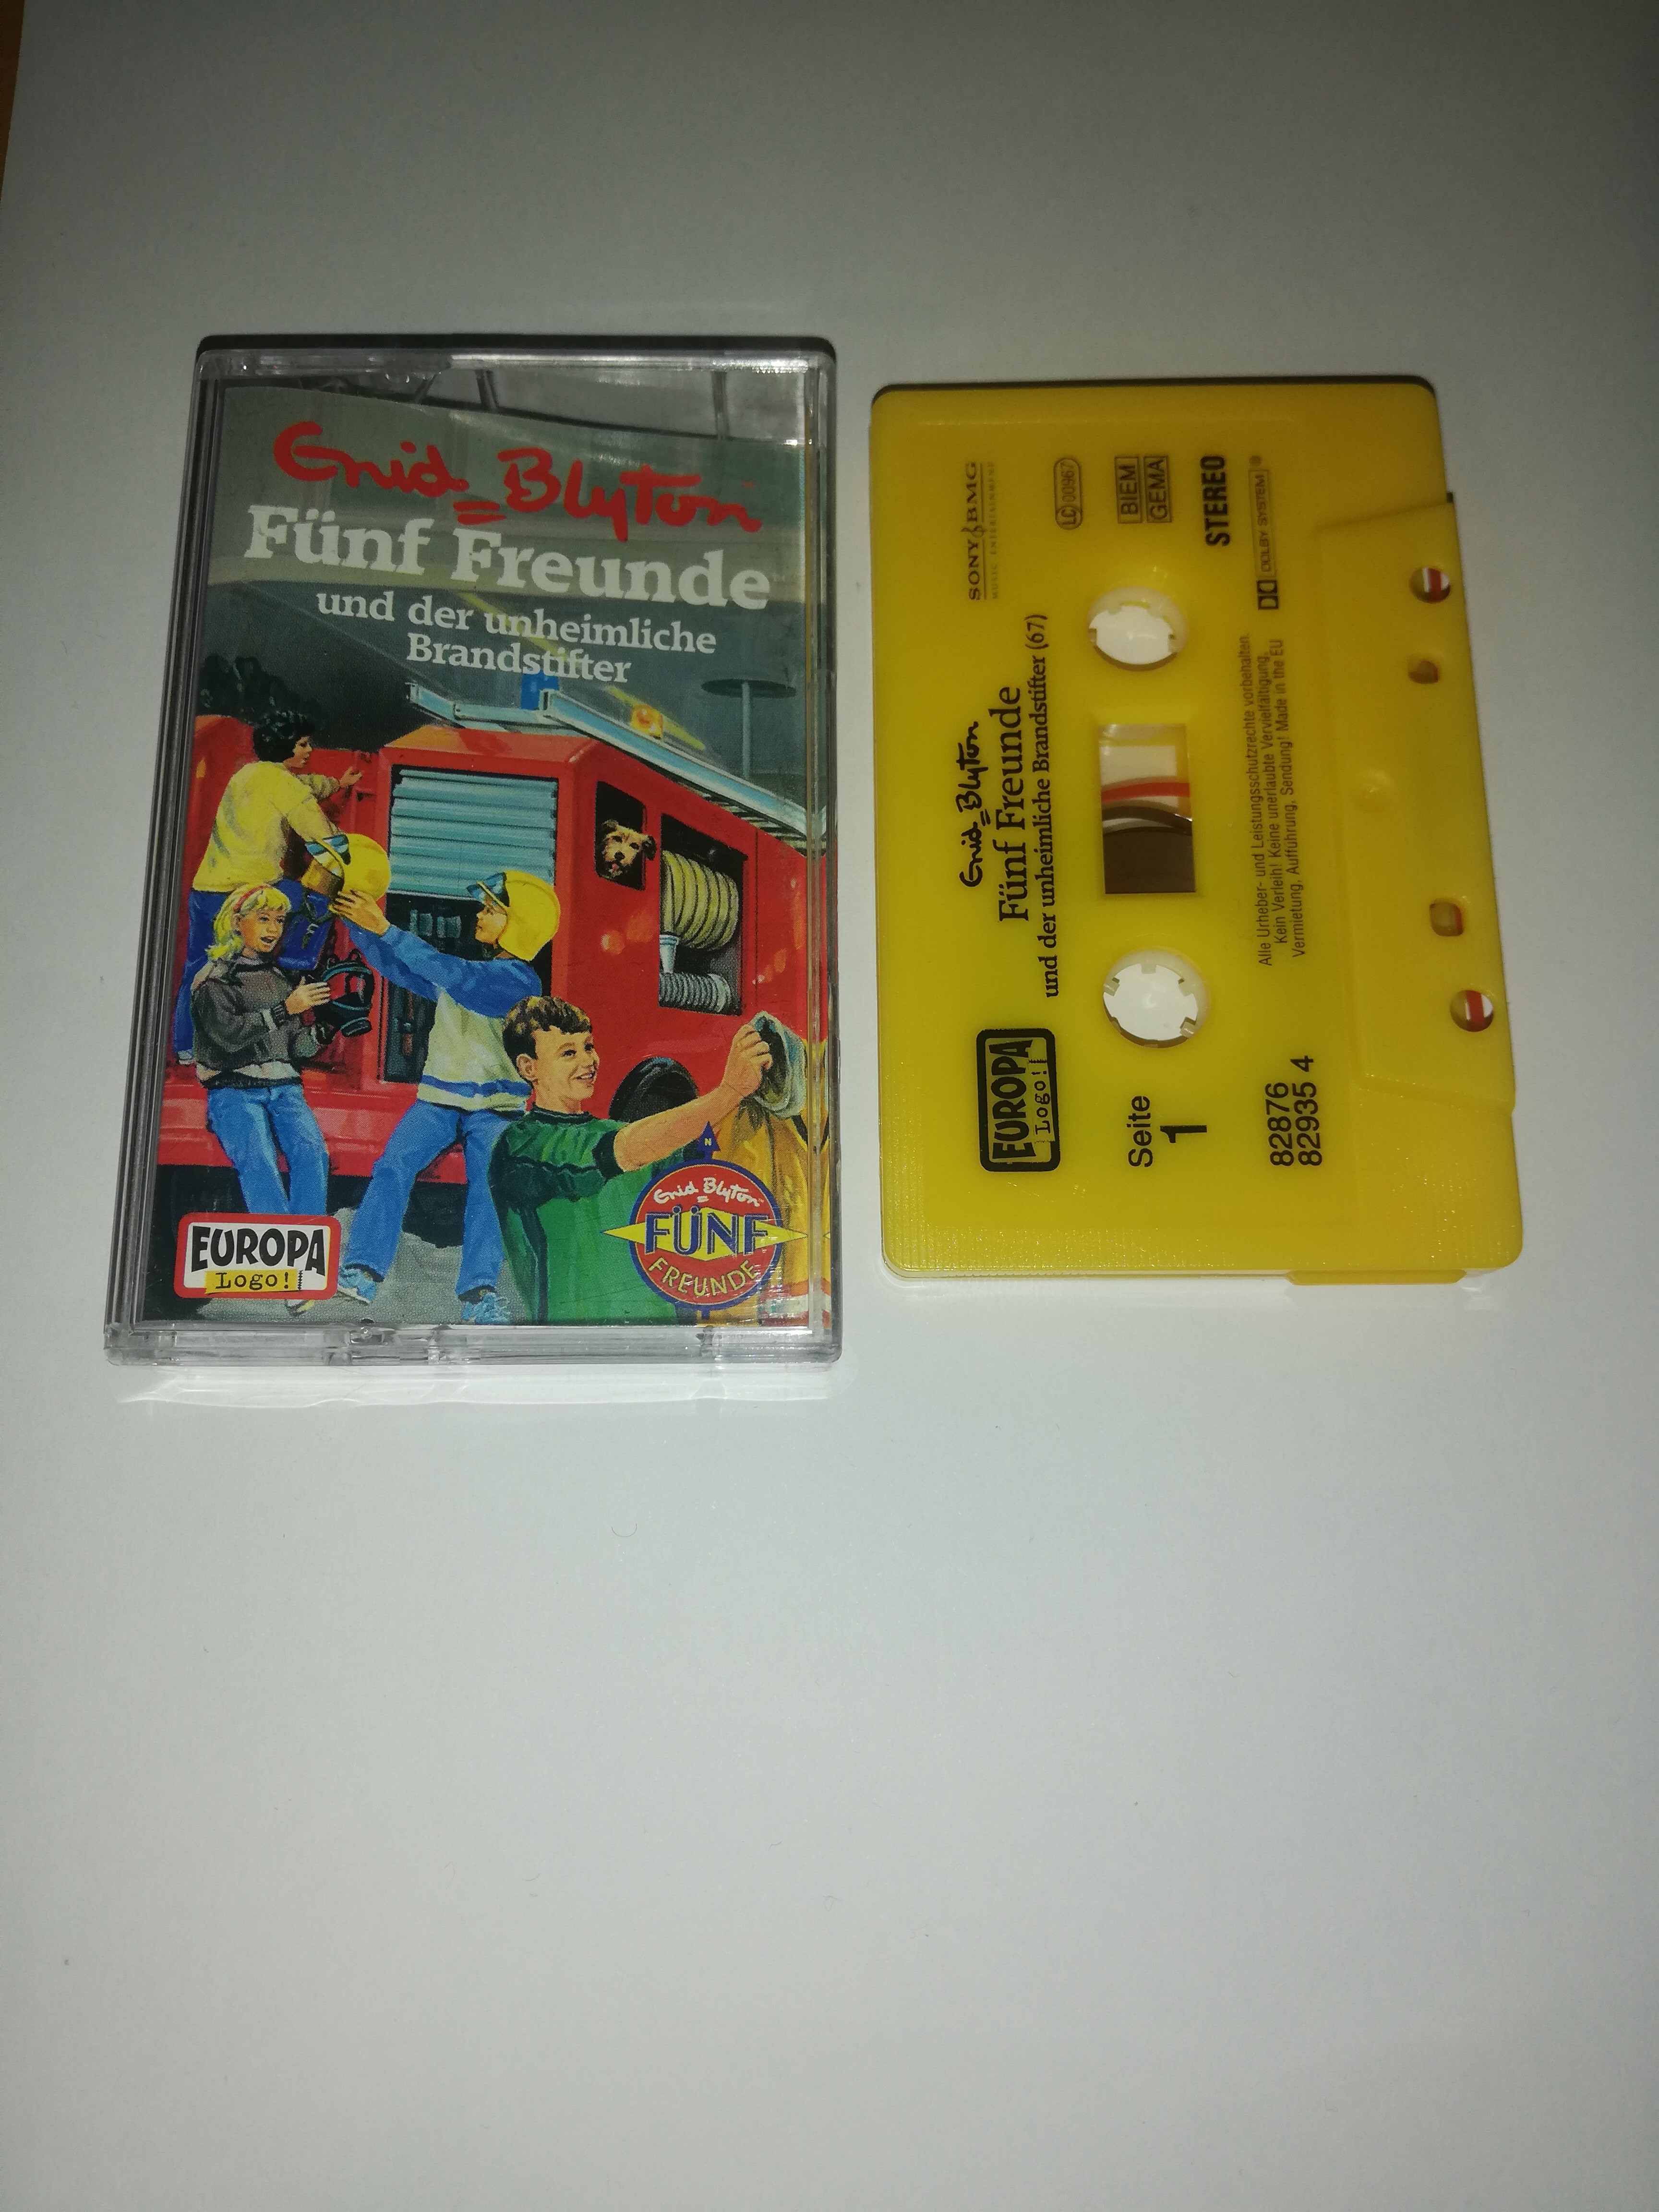 Enid Blyton
Fünf Freunde
und der unheimliche
Brandstifter
EUROPA
Logo!
N
Enid Blyton
FÜNF
FREUNDE
EUROPA
Logo!
Enid Blyton
Fünf Freunde
und der unheimliche Brandstifter (67)
SONY BMG
MUSIC ENTERTAINMENT
LC 00967
BIEM
GEMA
STEREO
DOLBY SYSTEM®
Seite
1
82876
82935 4
Alle Urheber- und Leistungsschutzrechte vorbehalten.
Kein Verleih! Keine unerlaubte Vervielfältigung,
Vermietung, Aufführung, Sendung! Made in the EU